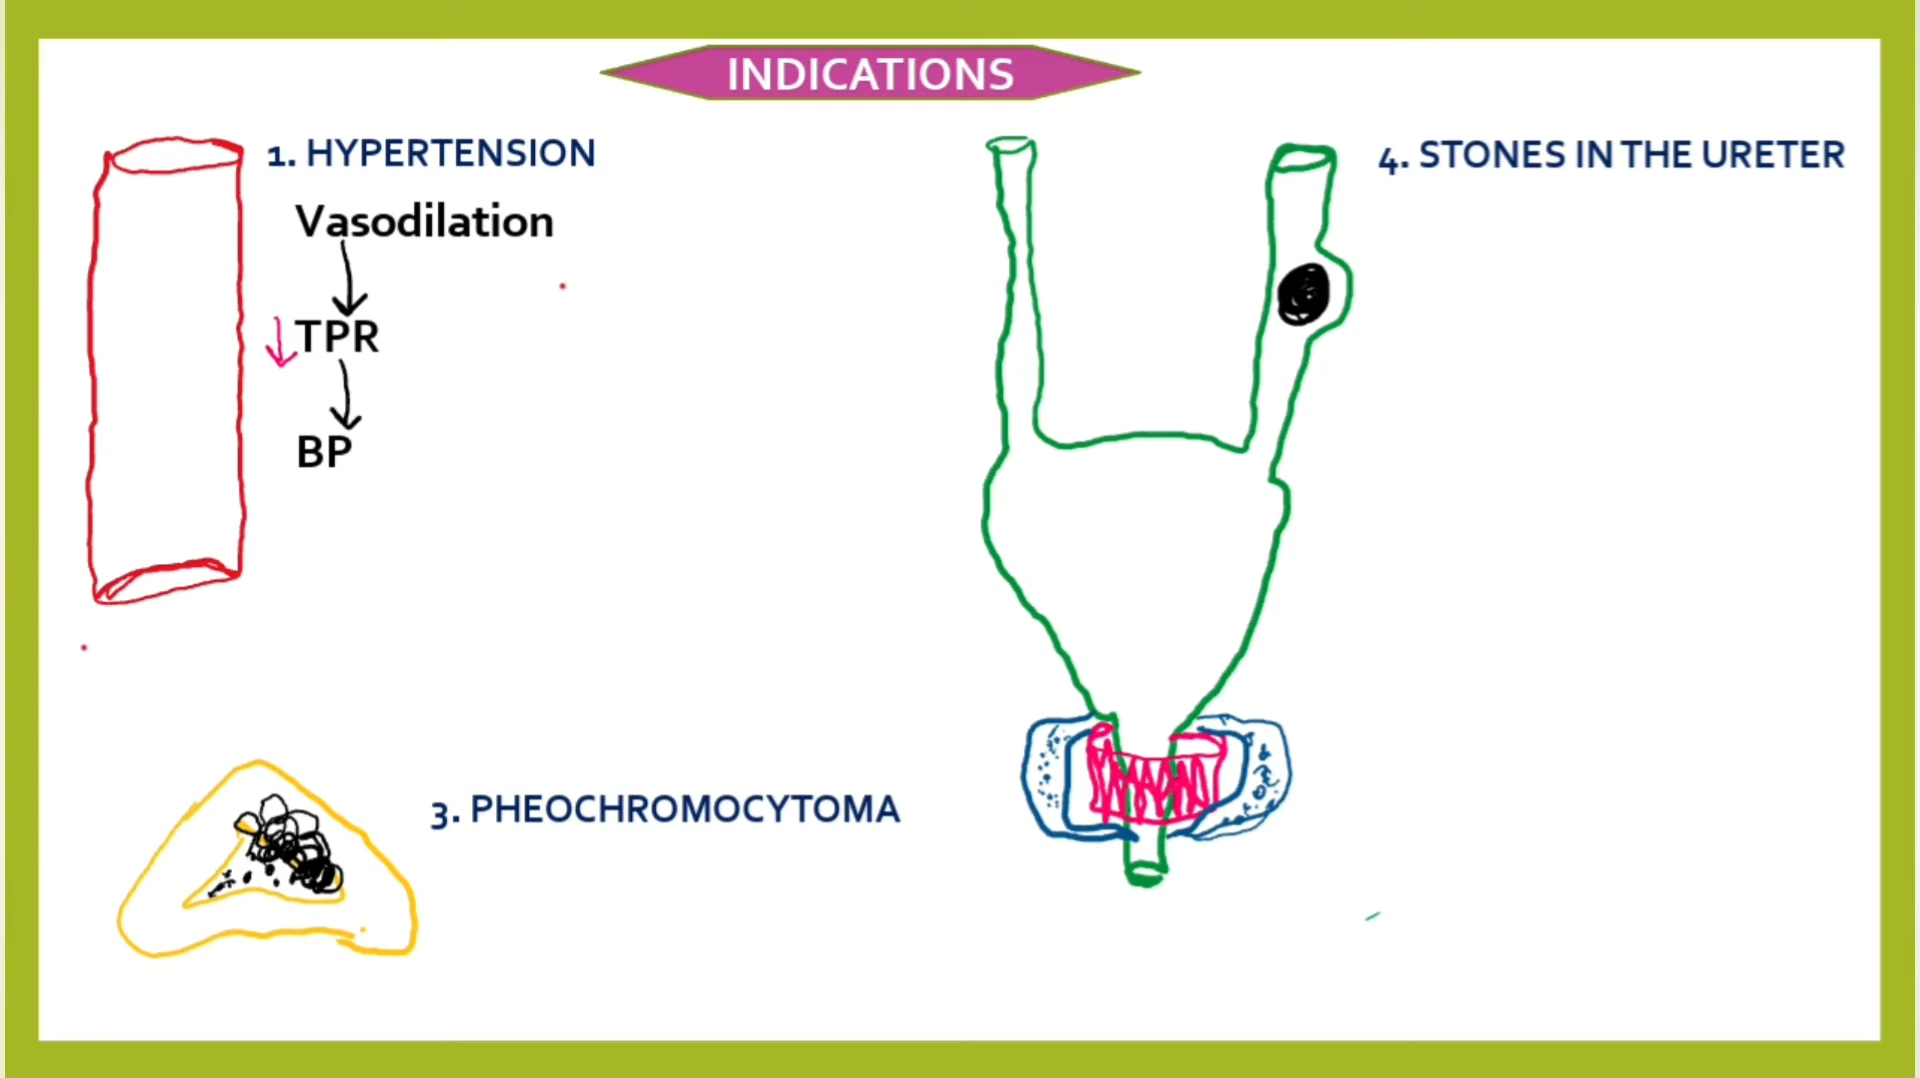 INDICATIONS
1. HYPERTENSION
Vasodilation
TPR
BP
3. PHEOCHROMOCYTOMA
4. STONES IN THE URETER